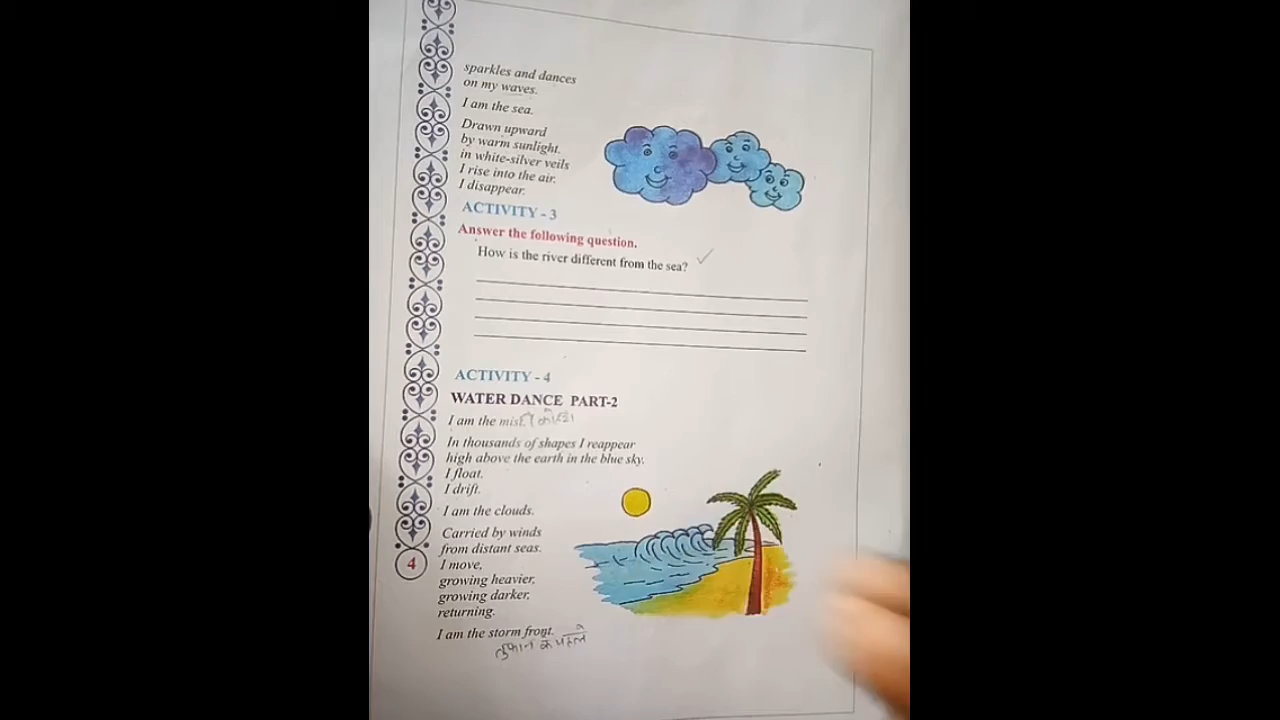 sparkles and dances
on my waves.
I am the sea.
Drawn upward
by warm sunlight.
in white-silver veils
I rise into the air.
I disappear.
ACTIVITY - 3
Answer the following question.
How is the river different from the sea?
ACTIVITY - 4
WATER DANCE PART-2
I am the mist.
In thousands of shapes I reappear
high above the earth in the blue sky.
I float.
I drift.
I am the clouds.
Carried by winds
from distant seas.
I move,
growing heavier,
growing darker,
returning.
I am the storm front.
तुफान के पहले
4